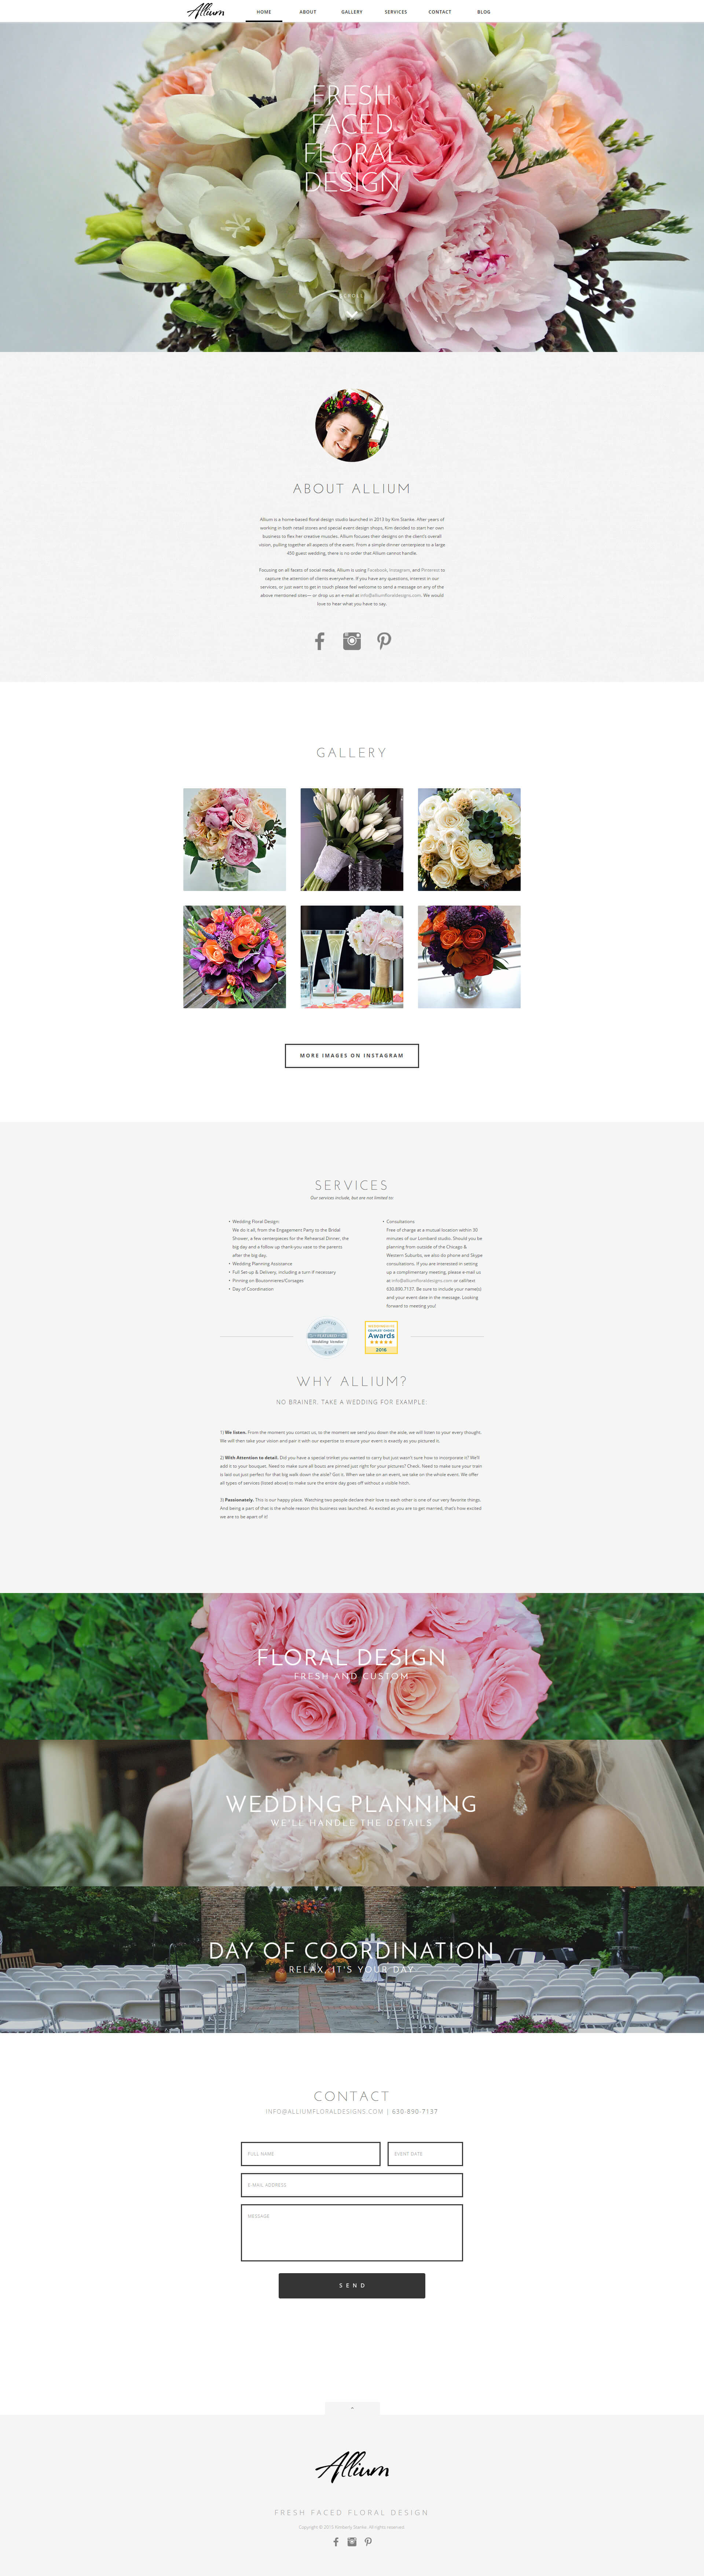 Allium HOME ABOUT GALLERY SERVICES CONTACT BLOG
FRESH
FACED
FLORAL
DESIGN
SCROLL
ABOUT ALLIUM
Allium is a home-based floral design studio launched in 2013 by Kim Stanke. After years of
working in both retail stores and special event design shops, Kim decided to start her own
business to flex her creative muscles. Allium focuses their designs on the client's overall
vision, pulling together all aspects of the event. From a simple dinner centerpiece to a large
450 guest wedding, there is no order that Allium cannot handle.
Focusing on all facets of social media, Allium is using Facebook, Instagram, and Pinterest to
capture the attention of clients everywhere. If you have any questions, interest in our
services, or just want to get in touch please feel welcome to send a message on any of the
above mentioned sites— or drop us an e-mail at info@alliumfloraldesigns.com. We would
love to hear what you have to say.
GALLERY
MORE IMAGES ON INSTAGRAM
SERVICES
Our services include, but are not limited to:
• Wedding Floral Design:
We do it all, from the Engagement Party to the Bridal
Shower, a few centerpieces for the Rehearsal Dinner, the
big day and a follow up thank-you vase to the parents
after the big day.
• Wedding Planning Assistance
• Full Set-up & Delivery, including a turn if necessary
• Pinning on Boutonnieres/Corsages
• Day of Coordination
• Consultations:
Free of charge at a mutual location within 30
minutes of our Lombard studio. Should you be
planning from outside of the Chicago &
Western Suburbs, we also do phone and Skype
consultations. If you are interested in setting
up a complimentary meeting, please e-mail us
at info@alliumfloraldesigns.com or call/text
630.890.7137. Be sure to include your name(s)
and your event date in the message. Looking
forward to meeting you!
BORROWED
FEATURED
Wedding Vendor
& BLUE
COUPLES' CHOICE
Awards
★★★★★
2016
WHY ALLIUM?
NO BRAINER. TAKE A WEDDING FOR EXAMPLE:
1) We listen. From the moment you contact us, to the moment we send you down the aisle, we will listen to your every thought.
We will then take your vision and pair it with our expertise to ensure your event is exactly as you pictured it.
2) With Attention to detail. Did you have a special trinket you wanted to carry but just wasn't sure how to incorporate it? We'll
add it to your bouquet. Need to make sure all bouts are pinned just right for your pictures? Check. Need to make sure your train
is laid out just perfect for that big walk down the aisle? Got it. When we take on an event, we take on the whole event. We offer
all types of services (listed above) to make sure the entire day goes off without a visible hitch.
3) Passionately. This is our happy place. Watching two people declare their love to each other is one of our very favorite things.
And being a part of that is the whole reason this business was launched. As excited as you are to get married, that's how excited
we are to be apart of it!
FLORAL DESIGN
FRESH AND CUSTOM
WEDDING PLANNING
WE'LL HANDLE THE DETAILS
DAY OF COORDINATION
RELAX, IT'S YOUR DAY
CONTACT
INFO@ALLIUMFLORALDESIGNS.COM | 630-890-7137
FULL NAME EVENT DATE
E-MAIL ADDRESS
MESSAGE
SEND
Allium
FRESH FACED FLORAL DESIGN
Copyright © 2013 Kimberly Stanke. All rights reserved.